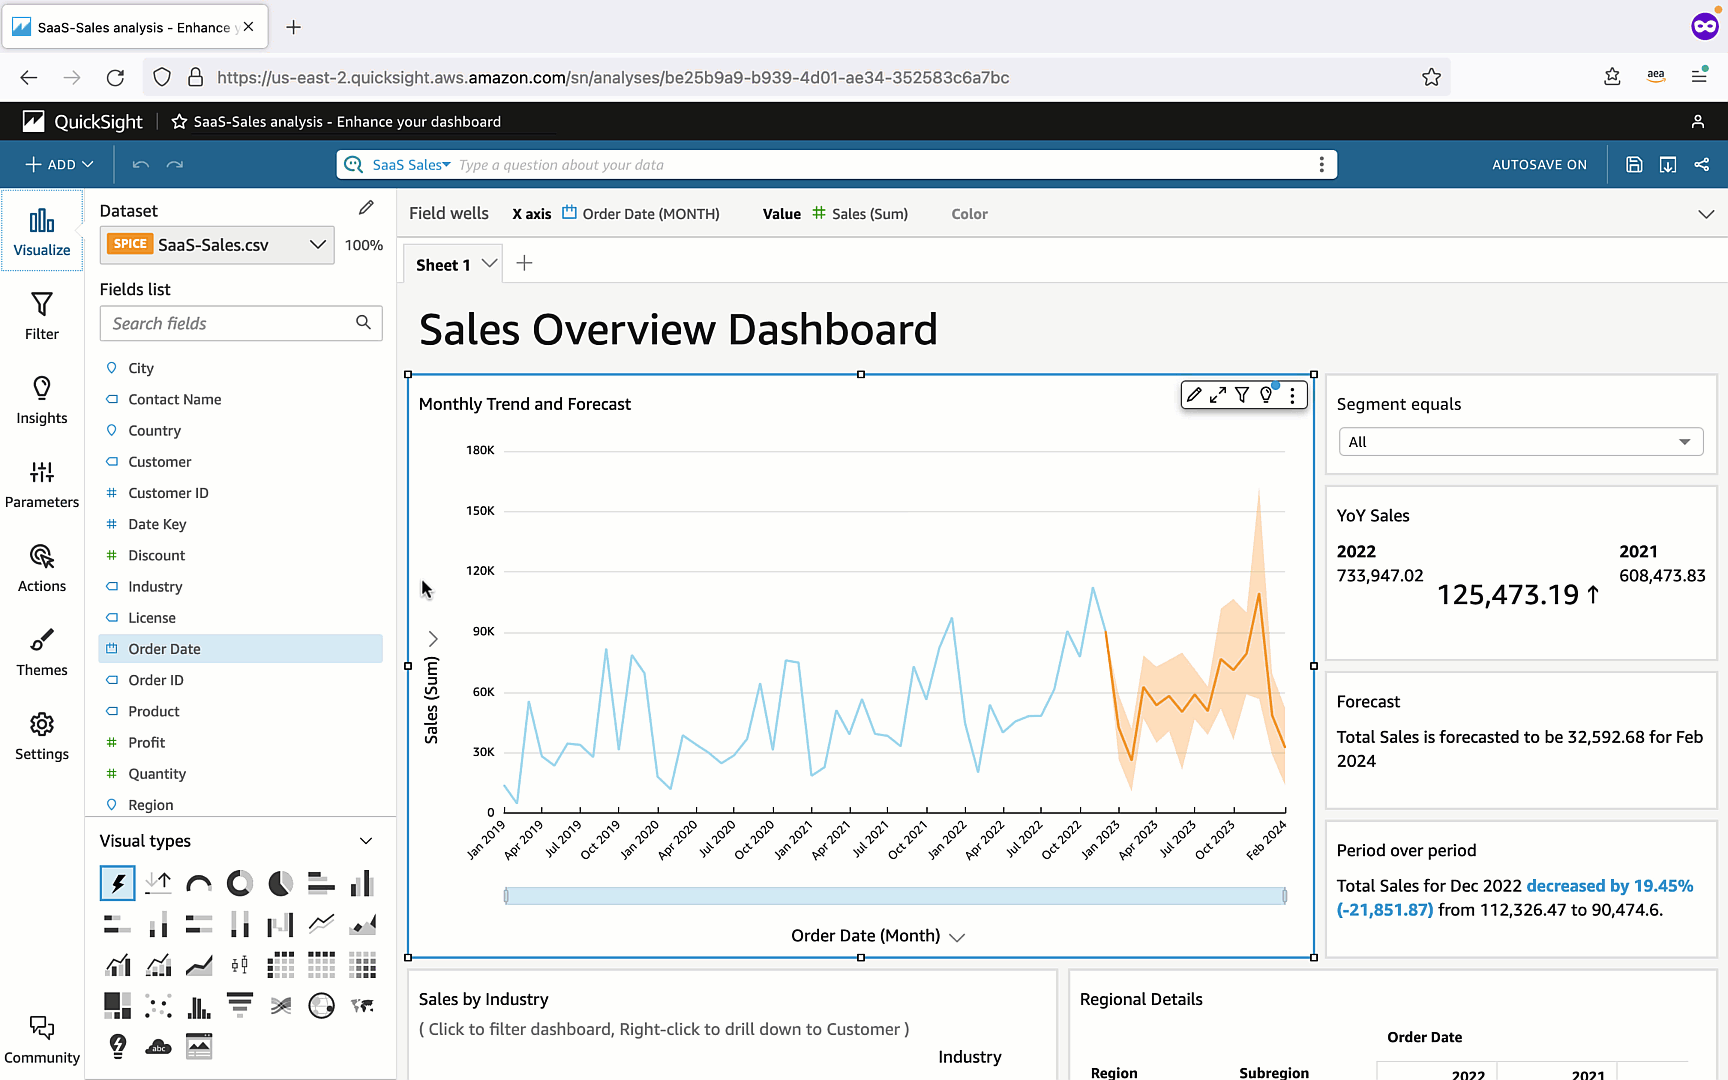 SaaS-Sales analysis - Enhance y
https://us-east-2.quicksight.aws.amazon.com/sn/analyses/be25b9a9-b939-4d01-ae34-352583c6a7bc
aea
QuickSight
SaaS-Sales analysis - Enhance your dashboard
ADD
SaaS Sales
Type a question about your data
AUTOSAVE ON
Visualize
Filter
Insights
Parameters
Actions
Themes
Settings
Community
Dataset
SPICE SaaS-Sales.csv 100%
Fields list
Search fields
City
Contact Name
Country
Customer
Customer ID
Date Key
Discount
Industry
License
Order Date
Order ID
Product
Profit
Quantity
Region
Visual types
abc
Field wells X axis Order Date (MONTH) Value Sales (Sum) Color
Sheet 1
Sales Overview Dashboard
Monthly Trend and Forecast
180K
150K
120K
90K
60K
30K
0
Sales (Sum)
Jan 2019
Apr 2019
Jul 2019
Oct 2019
Jan 2020
Apr 2020
Jul 2020
Oct 2020
Jan 2021
Apr 2021
Jul 2021
Oct 2021
Jan 2022
Apr 2022
Jul 2022
Oct 2022
Jan 2023
Apr 2023
Jul 2023
Oct 2023
Feb 2024
Order Date (Month)
Segment equals
All
YoY Sales
2022 2021
733,947.02 608,473.83
125,473.19
Forecast
Total Sales is forecasted to be 32,592.68 for Feb
2024
Period over period
Total Sales for Dec 2022 decreased by 19.45%
(-21,851.87) from 112,326.47 to 90,474.6.
Sales by Industry
( Click to filter dashboard, Right-click to drill down to Customer )
Industry
Regional Details
Order Date
Region Subregion 2022 2021